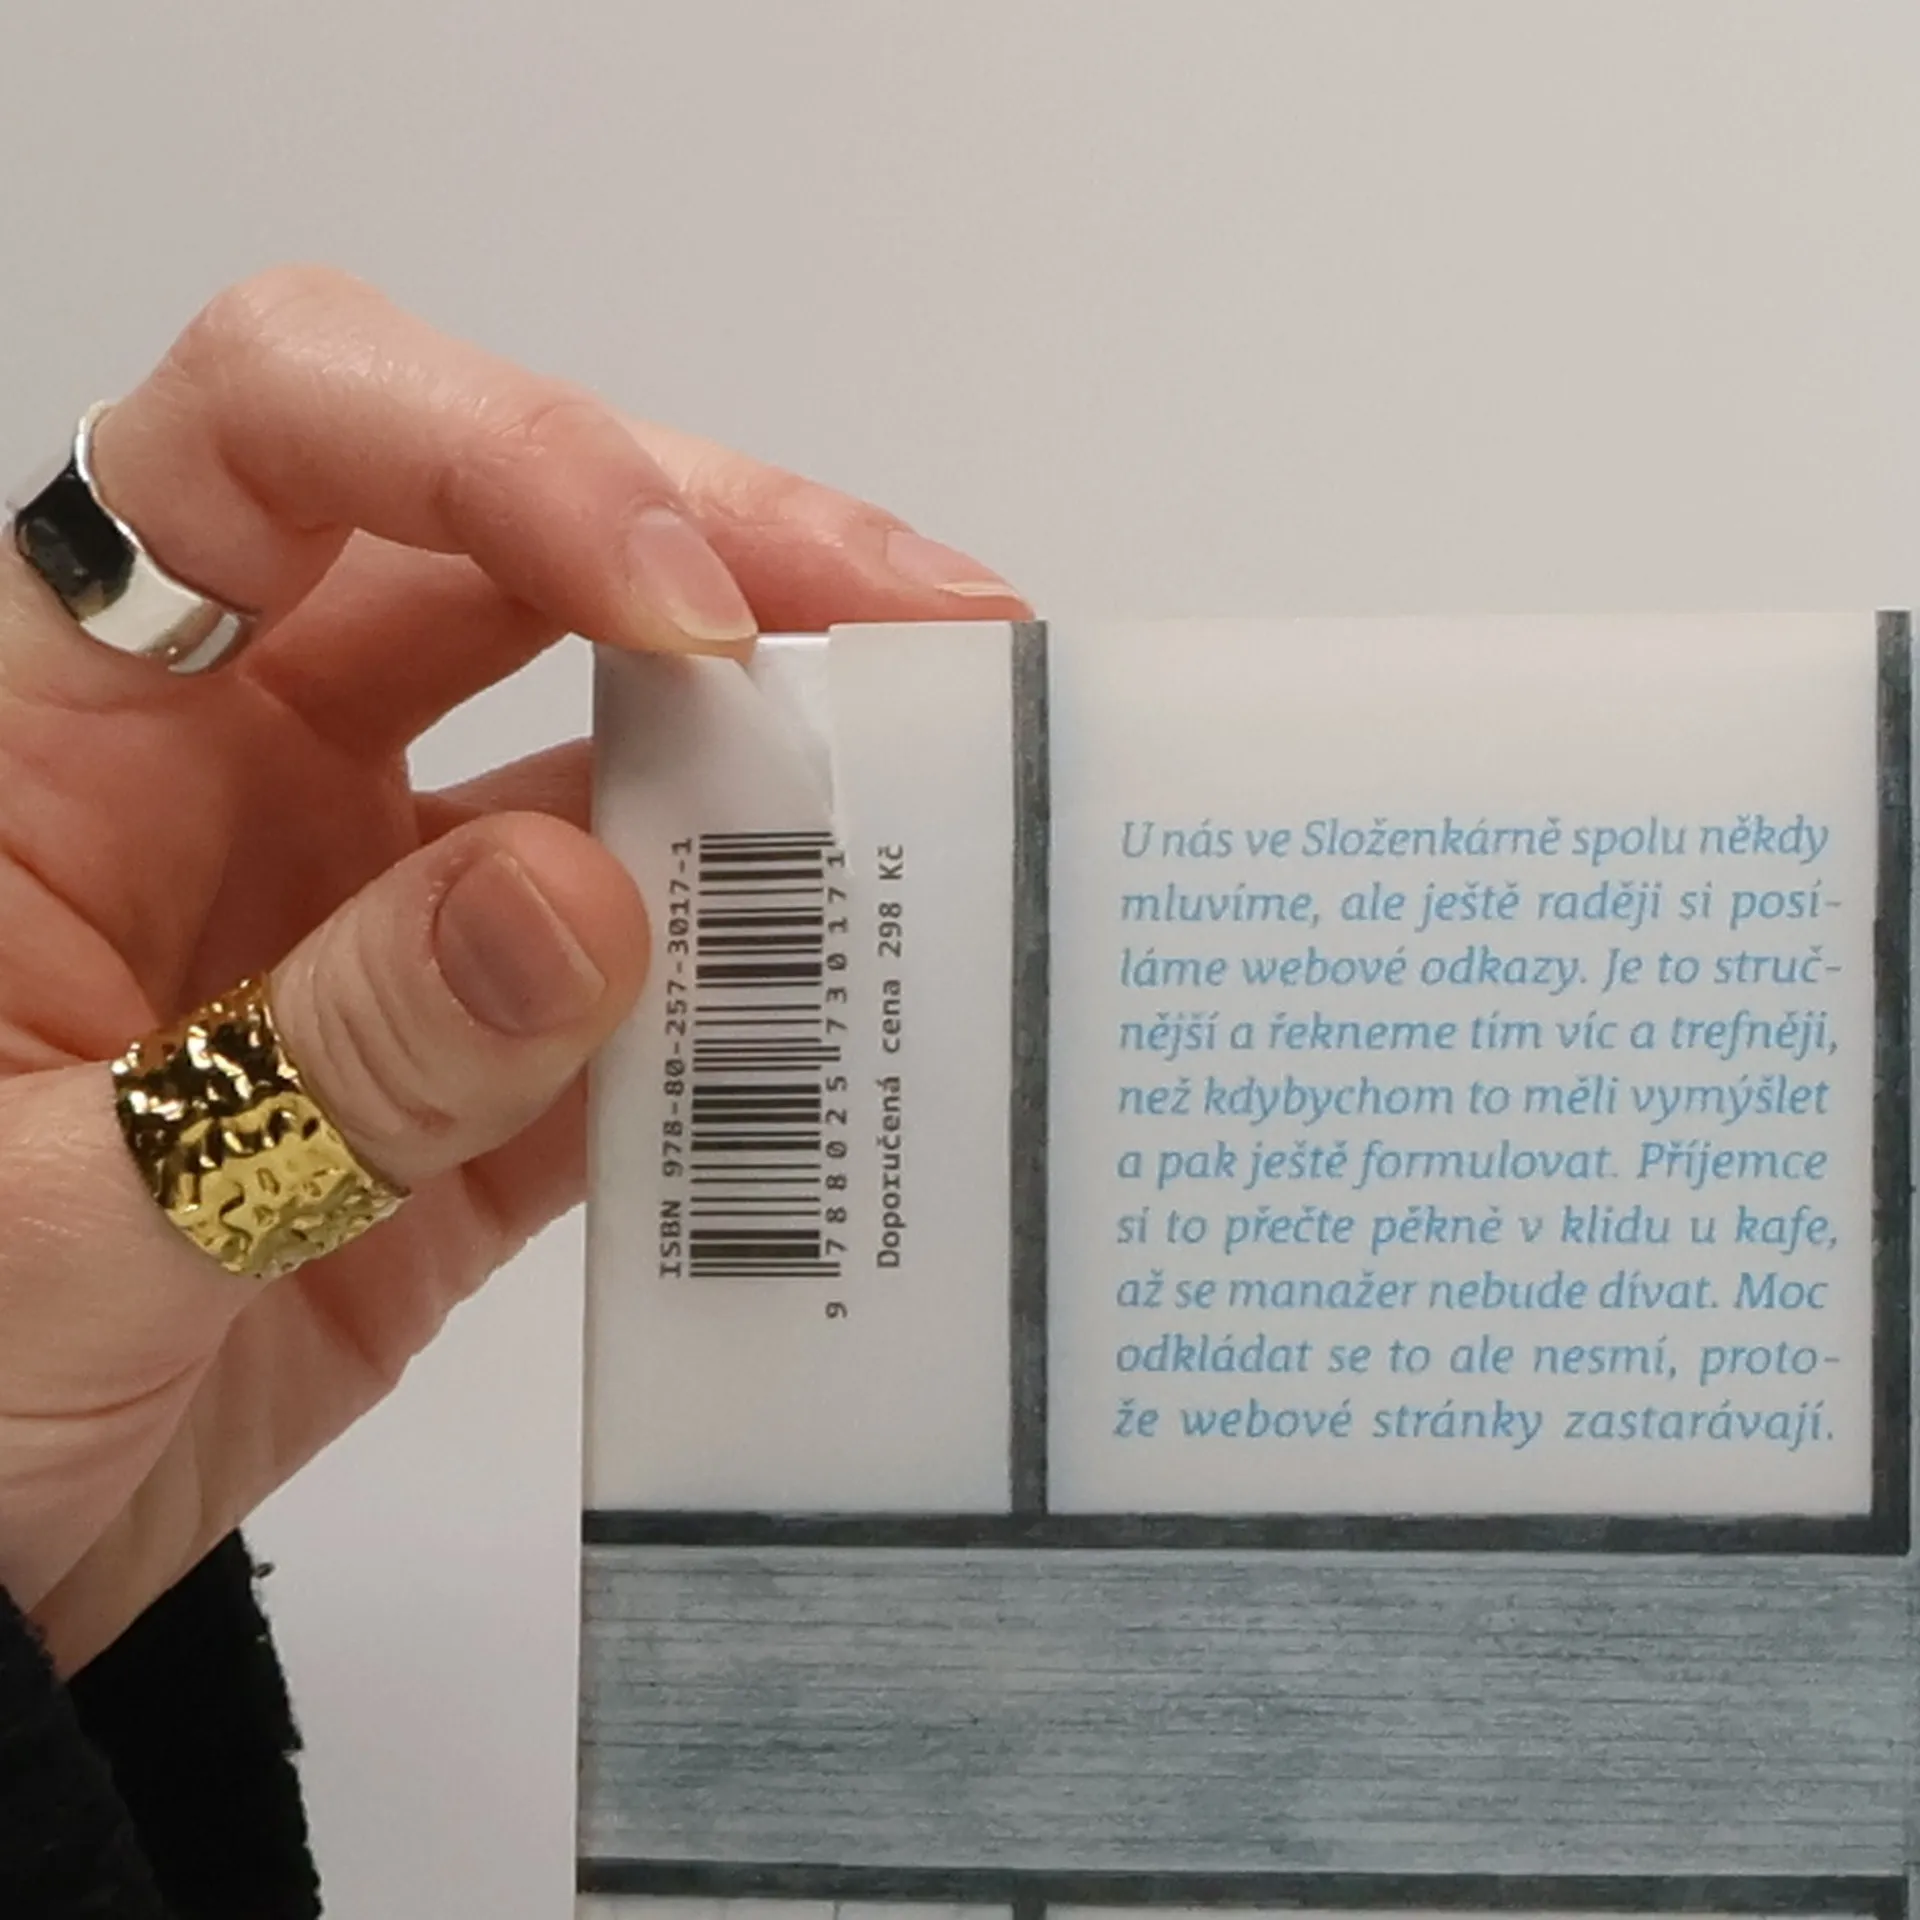 ISBN 978-80-257-3017-1
9 788025 730171
Doporučená cena 298 Kč
U nás ve Složenkárně spolu někdy
mluvíme, ale ještě raději si posí-
láme webové odkazy. Je to struč-
nější a řekneme tím víc a trefněji,
než kdybychom to měli vymýšlet
a pak ještě formulovat. Příjemce
si to přečte pěkně v klidu u kafe,
až se manažer nebude dívat. Moc
odkládat se to ale nesmí, proto-
že webové stránky zastarávají.